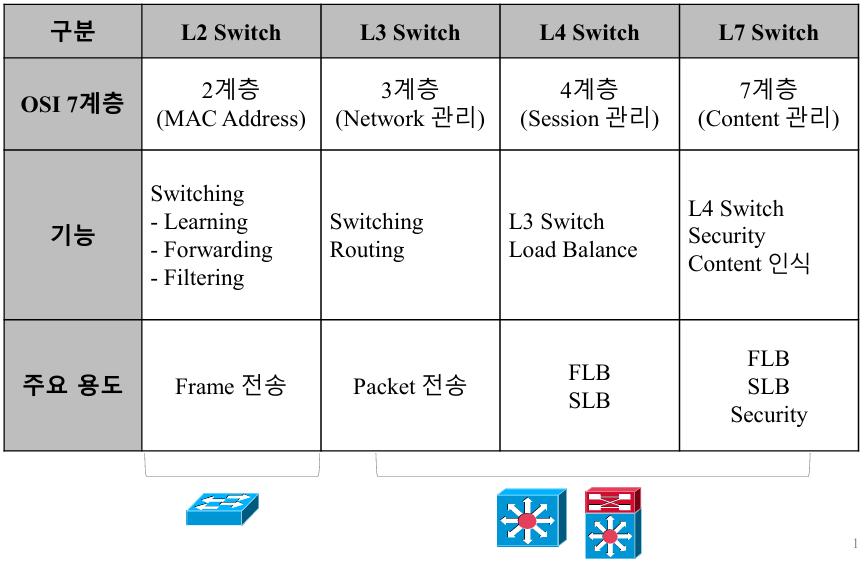 구분 L2 Switch L3 Switch L4 Switch L7 Switch
OSI 7계층
2계층
(MAC Address)
3계층
(Network 관리)
4계층
(Session 관리)
7계층
(Content 관리)
기능
Switching
- Learning
- Forwarding
- Filtering
Switching
Routing
L3 Switch
Load Balance
L4 Switch
Security
Content 인식
주요 용도
Frame 전송
Packet 전송
FLB
SLB
FLB
SLB
Security
1